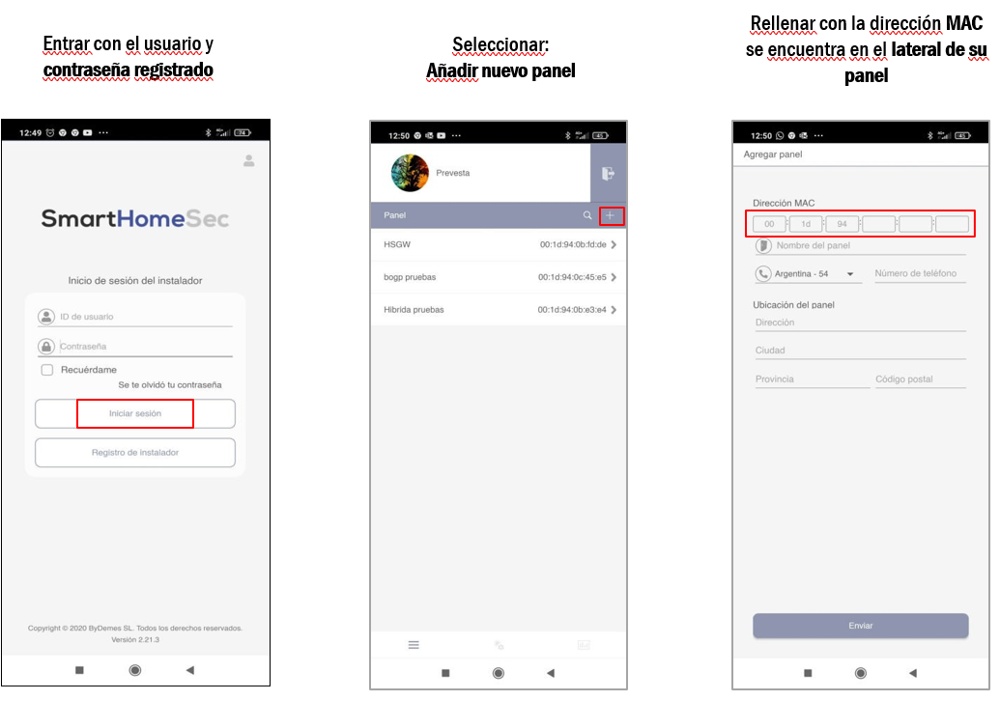 Entrar con el usuario y
contraseña registrado
Seleccionar:
Añadir nuevo panel
Rellenar con la dirección MAC
se encuentra en el lateral de su
panel
12:49
74
SmartHomeSec
Inicio de sesión del instalador
ID de usuario
Contraseña
Recuérdame
Se te olvidó tu contraseña
Iniciar sesión
Registro de instalador
Copyright © 2020 ByDemes SL. Todos los derechos reservados.
Versión 2.21.3
12:50
45
Prevesta
Panel
HSGW 00:1d:94:0b:fd:de
bogp pruebas 00:1d:94:0c:45:e5
Hibrida pruebas 00:1d:94:0b:e3:e4
12:50
45
Agregar panel
Dirección MAC
00 : 1d : 94 : : :
Nombre del panel
Argentina - 54 Número de teléfono
Ubicación del panel
Dirección
Ciudad
Provincia Código postal
Enviar